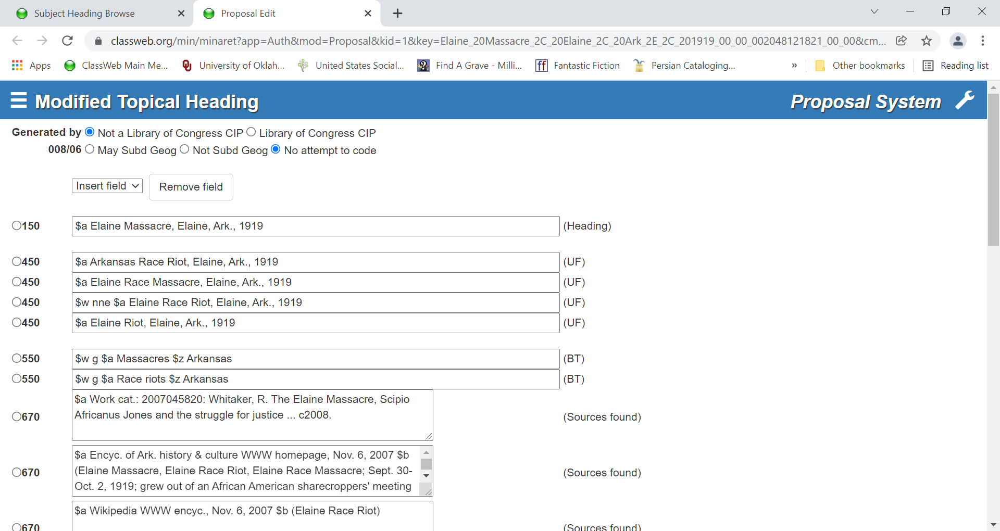 Subject Heading Browse
Proposal Edit
classweb.org/min/minaret?app=Auth&mod=Proposal&kid=1&key=Elaine_20Massacre_2C_20Elaine_2C_20Ark_2E_2C_201919_00_00_002048121821_00_00&cm...
Apps ClassWeb Main Me... University of Oklah... United States Social... Find A Grave - Milli... ff Fantastic Fiction Persian Cataloging... » Other bookmarks Reading list
Modified Topical Heading Proposal System
Generated by Not a Library of Congress CIP Library of Congress CIP
008/06 May Subd Geog Not Subd Geog No attempt to code
Insert field Remove field
150 $a Elaine Massacre, Elaine, Ark., 1919 (Heading)
450 $a Arkansas Race Riot, Elaine, Ark., 1919 (UF)
450 $a Elaine Race Massacre, Elaine, Ark., 1919 (UF)
450 $w nne $a Elaine Race Riot, Elaine, Ark., 1919 (UF)
450 $a Elaine Riot, Elaine, Ark., 1919 (UF)
550 $w g $a Massacres $z Arkansas (BT)
550 $w g $a Race riots $z Arkansas (BT)
670 $a Work cat.: 2007045820: Whitaker, R. The Elaine Massacre, Scipio
Africanus Jones and the struggle for justice ... c2008.
(Sources found)
670 $a Encyc. of Ark. history & culture WWW homepage, Nov. 6, 2007 $b
(Elaine Massacre, Elaine Race Riot, Elaine Race Massacre; Sept. 30-
Oct. 2, 1919; grew out of an African American sharecroppers' meeting
(Sources found)
670 $a Wikipedia WWW encyc., Nov. 6, 2007 $b (Elaine Race Riot)
(Sources found)